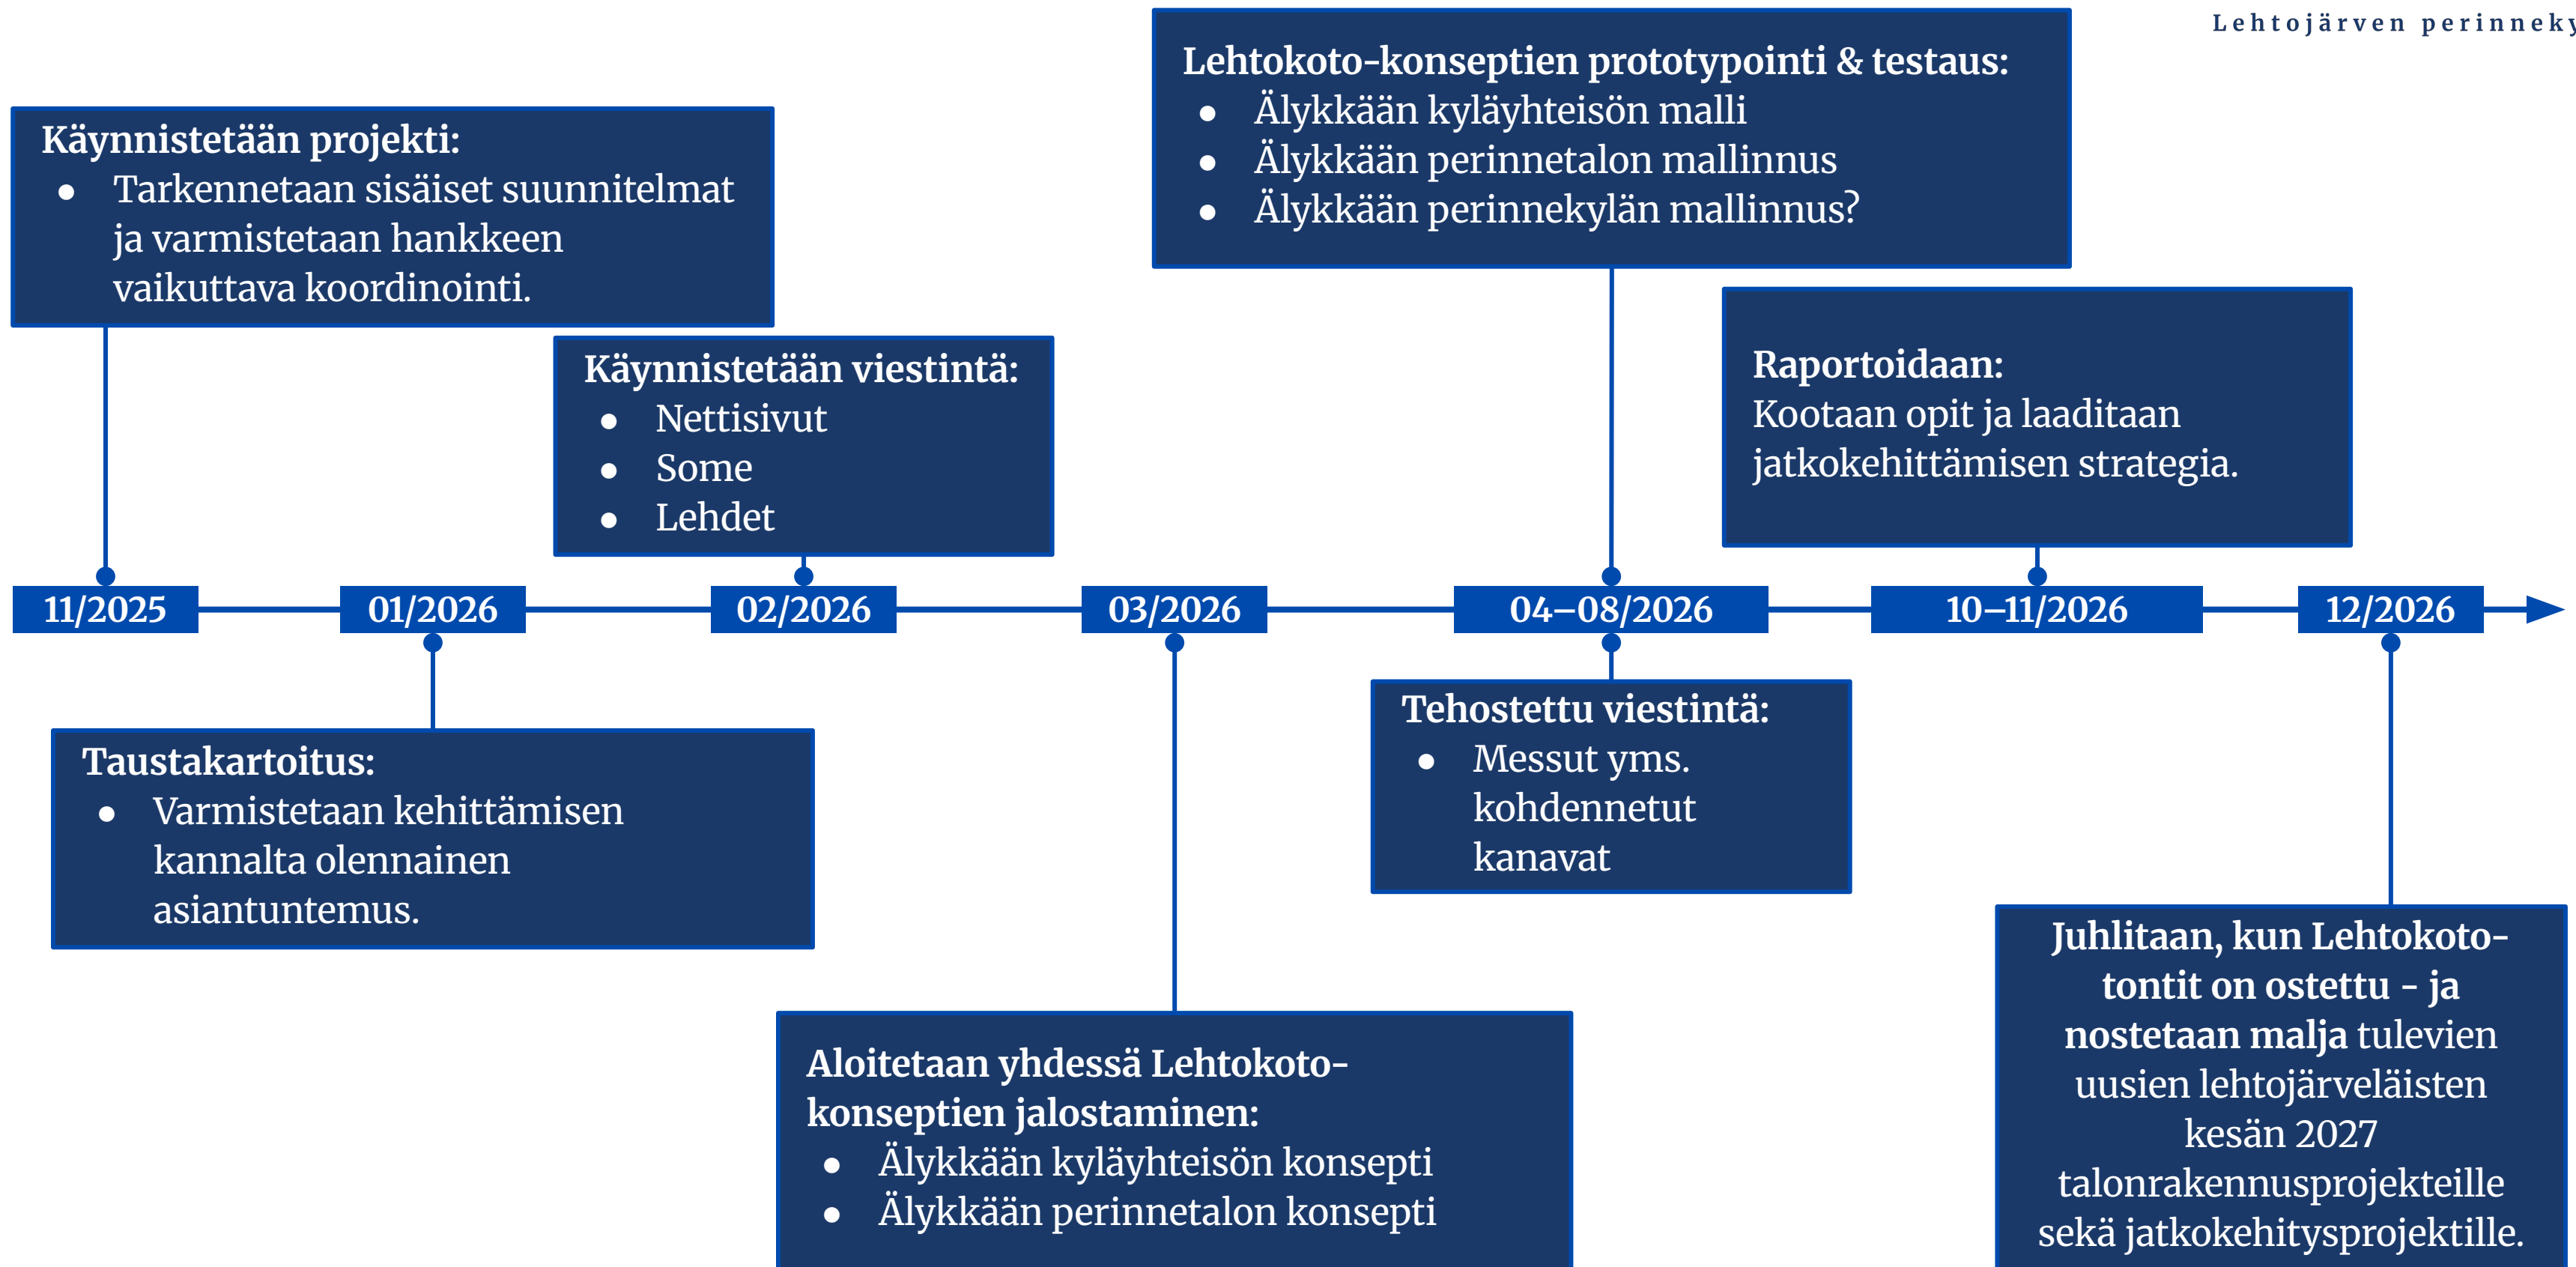 Lehtojärven
Lehtokoto-konseptien prototypointi & testaus:
● Älykkään kyläyhteisön malli
● Älykkään perinnetalon mallinnus
● Älykkään perinnekylän mallinnus?
Käynnistetään projekti:
● Tarkennetaan sisäiset suunnitelmat
ja varmistetaan hankkeen
vaikuttava koordinointi.
Käynnistetään viestintä:
● Nettisivut
● Some
● Lehdet
Raportoidaan:
Kootaan opit ja laaditaan
jatkokehittämisen strategia.
11/2025
01/2026
02/2026
03/2026
04–08/2026
10–11/2026
12/2026
Taustakartoitus:
● Varmistetaan kehittämisen
kannalta olennainen
asiantuntemus.
Tehostettu viestintä:
● Messut yms.
kohdennetut
kanavat
Aloitetaan yhdessä Lehtokoto-
konseptien jalostaminen:
● Älykkään kyläyhteisön konsepti
● Älykkään perinnetalon konsepti
Juhlitaan, kun Lehtokoto-
tontit on ostettu - ja
nostetaan malja tulevien
uusien lehtojärveläisten
kesän 2027
talonrakennusprojekteille
sekä jatkokehitysprojektille.